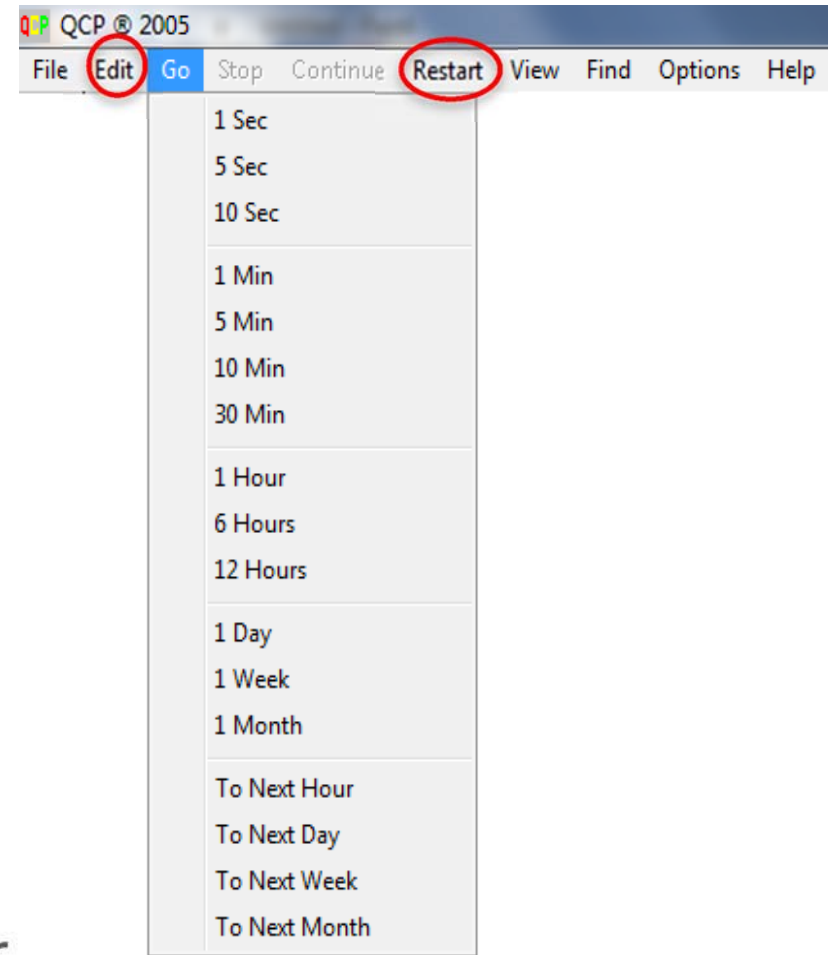 QCP QCP ® 2005
File Edit Go Stop Continue Restart View Find Options Help
1 Sec
5 Sec
10 Sec
1 Min
5 Min
10 Min
30 Min
1 Hour
6 Hours
12 Hours
1 Day
1 Week
1 Month
To Next Hour
To Next Day
To Next Week
To Next Month